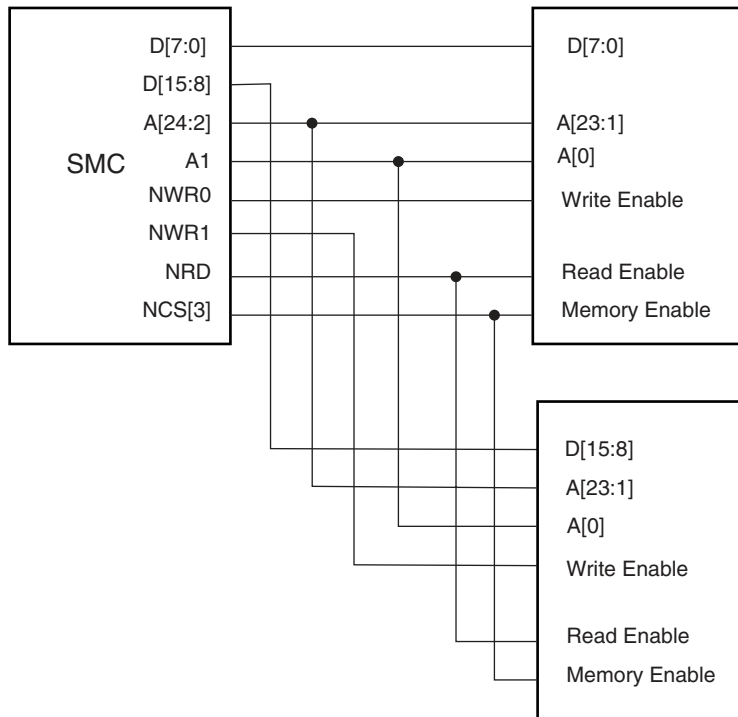 D[7:0]
D[15:8]
A[24:2]
SMC
A1
NWR0
NWR1
NRD
NCS[3]
D[7:0]
A[23:1]
A[0]
Write Enable
Read Enable
Memory Enable
D[15:8]
A[23:1]
A[0]
Write Enable
Read Enable
Memory Enable